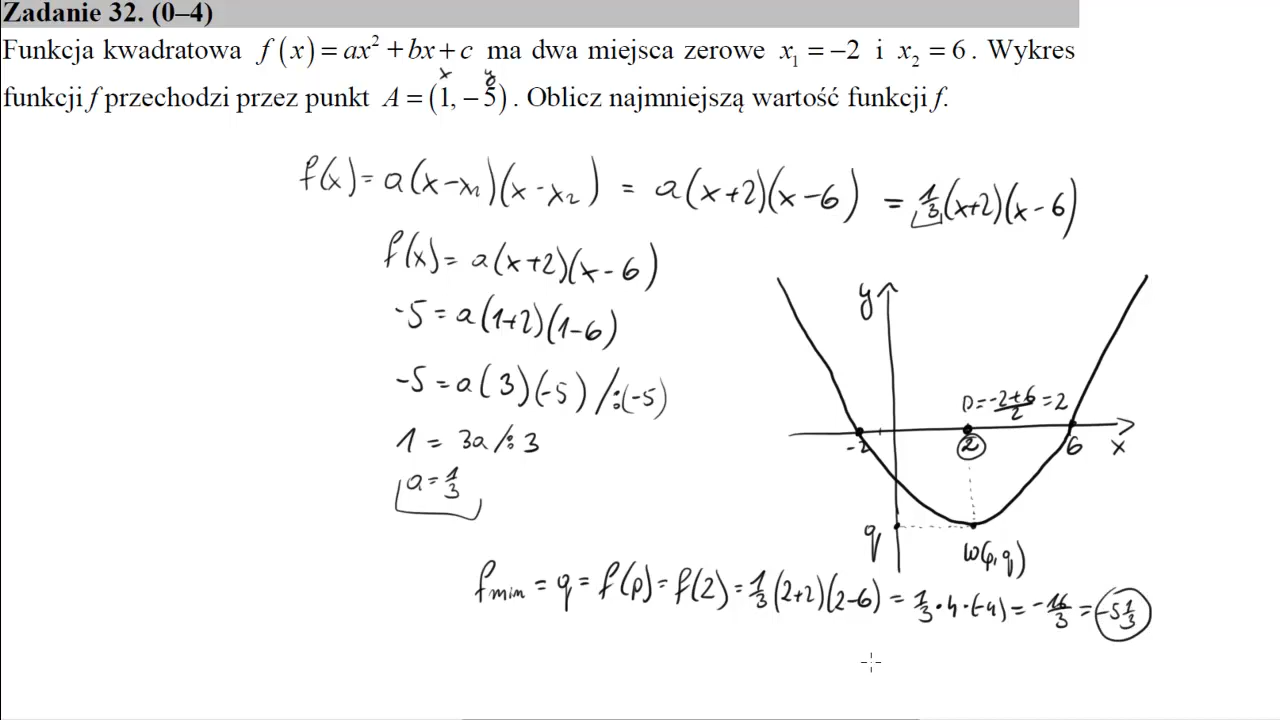 Zadanie 32. (0–4)
Funkcja kwadratowa f(x) = ax² + bx + c ma dwa miejsca zerowe x₁ = −2 i x₂ = 6. Wykres
x y
funkcji f przechodzi przez punkt A = (1, −5). Oblicz najmniejszą wartość funkcji f.
f(x) = a(x−x₁)(x−x₂) = a(x+2)(x−6) = 1/3(x+2)(x−6)
f(x) = a(x+2)(x−6)
-5 = a(1+2)(1−6)
-5 = a(3)(-5) /:(-5)
1 = 3a /:3
a = 1/3
y
p = -2+6/2 = 2
-2 2 6 x
q
W(p,q)
fmin = q = f(p) = f(2) = 1/3(2+2)(2−6) = 1/3·4·(-4) = -16/3 = -5 1/3